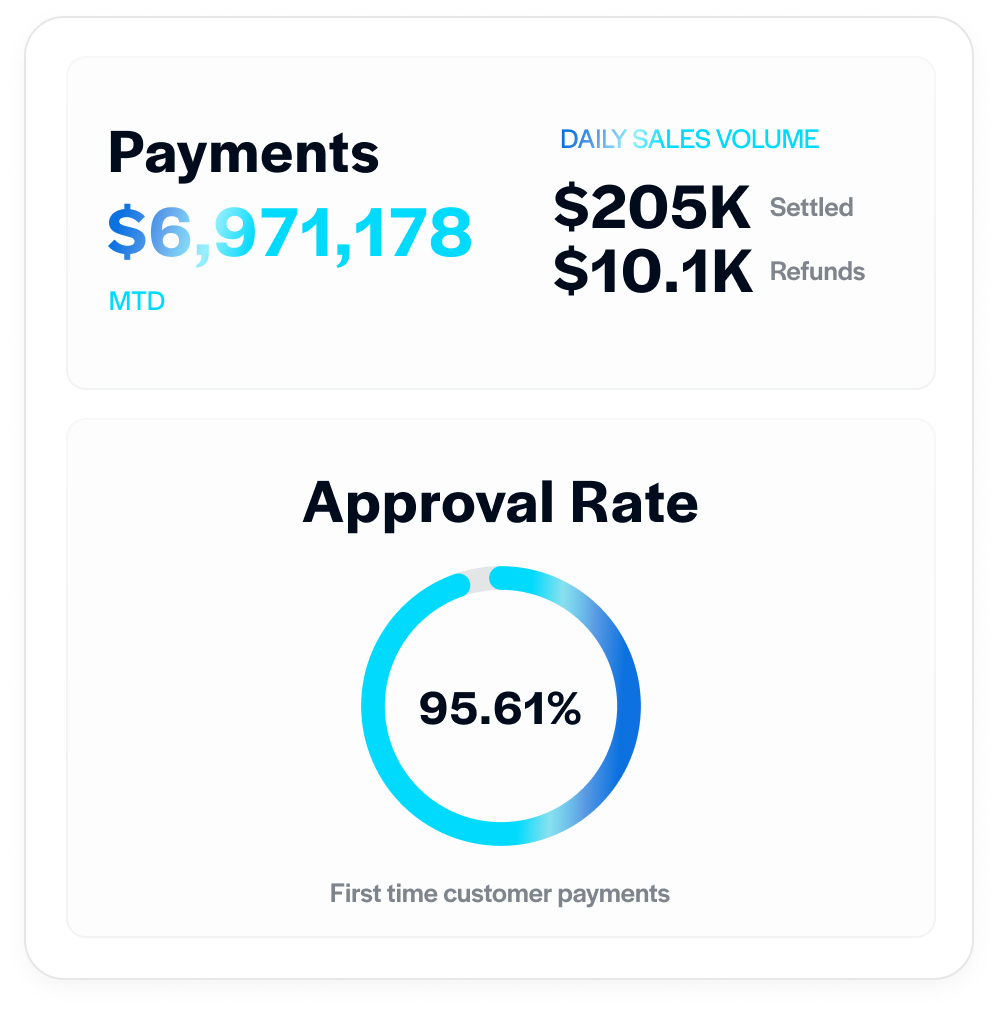 Payments
$6,971,178
MTD
DAILY SALES VOLUME
$205K Settled
$10.1K Refunds
Approval Rate
95.61%
First time customer payments